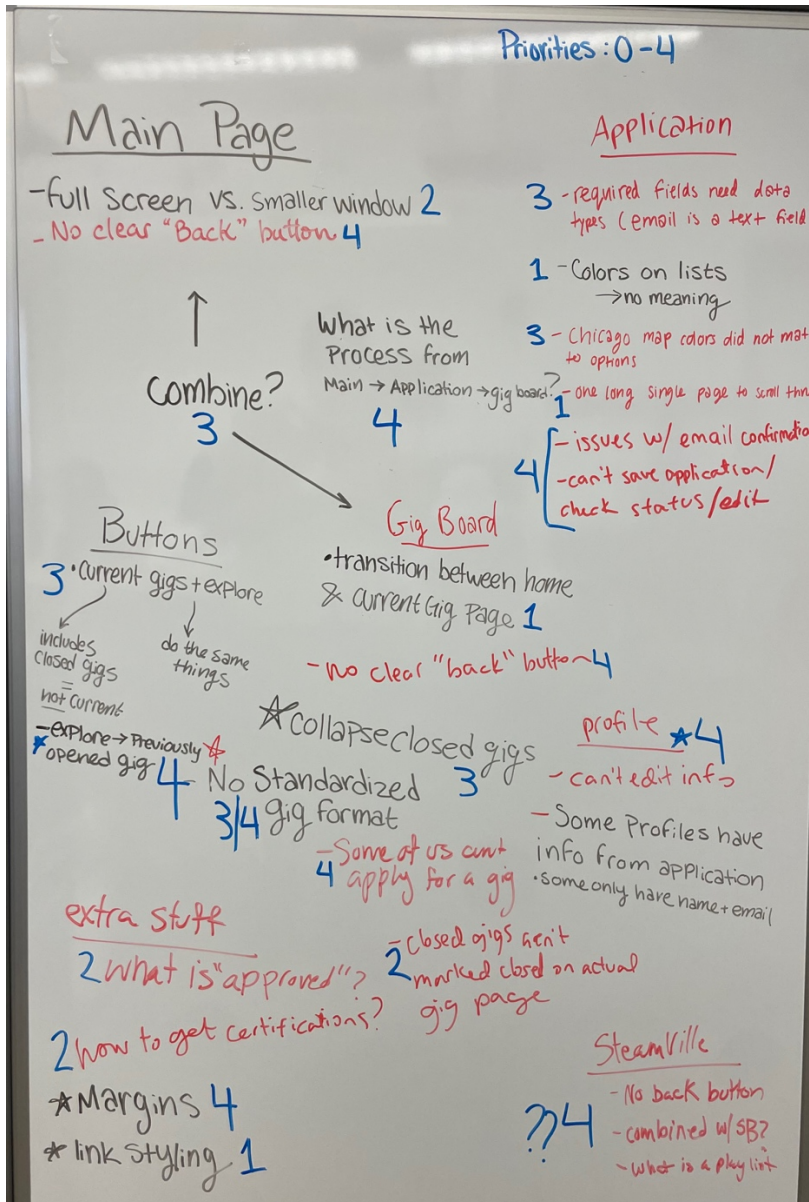 Priorities: 0-4
Main Page
- full screen vs. smaller window 2
- No clear "Back" button 4
Combine?
3
What is the
Process from
Main → Application → gig board?
4
Application
3 - required fields need data
types (email is a text field
1 - Colors on lists
→ no meaning
3 - Chicago map colors did not mat
to options
1 - one long single page to scroll thr
4 - issues w/ email confirmatio
- can't save application/
check status/edit
Buttons
3 • current gigs + explore
includes
closed gigs
=
not current
do the same
things
- explore → Previously
opened gig 4
Gig Board
• transition between home
& current Gig Page 1
- no clear "back" button 4
☆ collapse closed gigs
3
☆ - No Standardized
3/4 gig format
- Some of us can't
4 apply for a gig
- closed gigs aren't
2 marked closed on actual
gig page
profile ★4
- can't edit info
- Some Profiles have
info from application
• some only have name + email
extra stuff
2 What is "approved"?
2 how to get certifications?
★ Margins 4
★ link styling 1
SteamVille
??4
- No back button
- combined w/ SB?
- what is a playlist